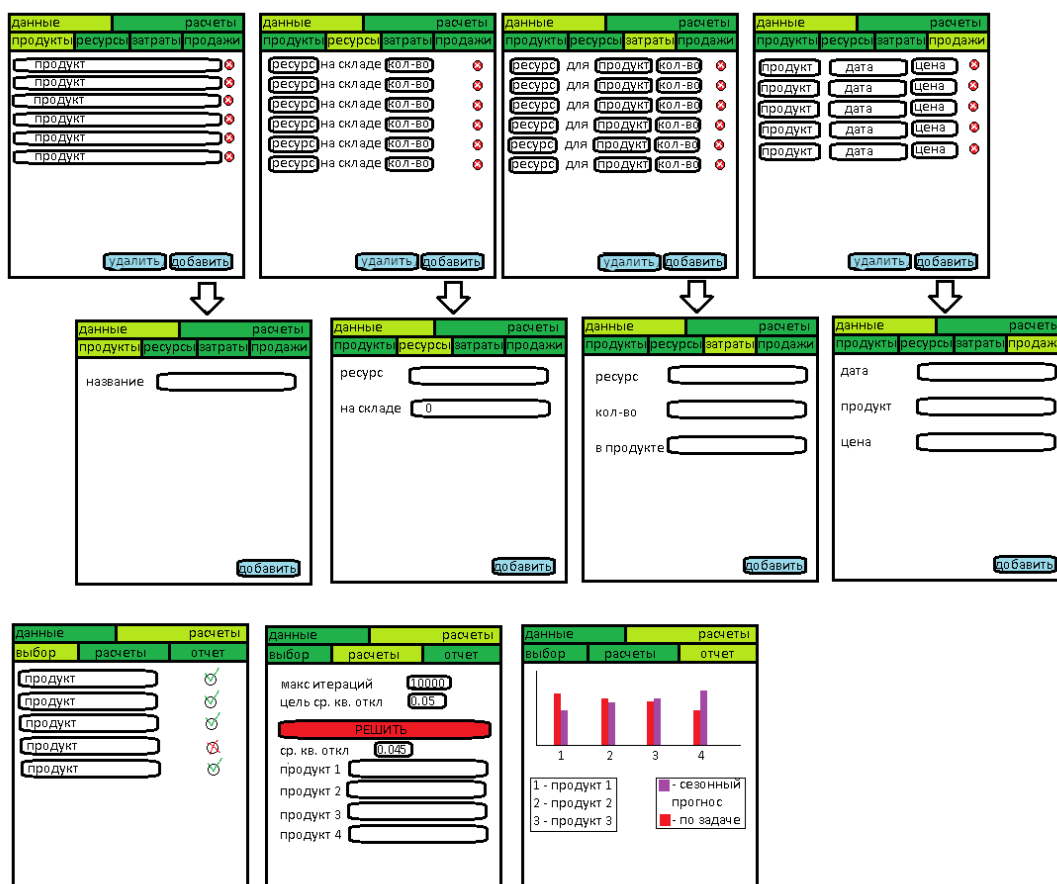 данные расчеты
продукты ресурсы затраты продажи
продукт
продукт
продукт
продукт
продукт
продукт
удалить добавить
данные расчеты
продукты ресурсы затраты продажи
ресурс на складе кол-во
ресурс на складе кол-во
ресурс на складе кол-во
ресурс на складе кол-во
ресурс на складе кол-во
ресурс на складе кол-во
удалить добавить
данные расчеты
продукты ресурсы затраты продажи
ресурс для продукт кол-во
ресурс для продукт кол-во
ресурс для продукт кол-во
ресурс для продукт кол-во
ресурс для продукт кол-во
ресурс для продукт кол-во
удалить добавить
данные расчеты
продукты ресурсы затраты продажи
продукт дата цена
продукт дата цена
продукт дата цена
продукт дата цена
продукт дата цена
удалить добавить
данные расчеты
продукты ресурсы затраты продажи
название
добавить
данные расчеты
продукты ресурсы затраты продажи
ресурс
на складе 0
добавить
данные расчеты
продукты ресурсы затраты продажи
ресурс
кол-во
в продукте
добавить
данные расчеты
продукты ресурсы затраты продажи
дата
продукт
цена
добавить
данные расчеты
выбор расчеты отчет
продукт
продукт
продукт
продукт
продукт
данные расчеты
выбор расчеты отчет
макс итераций 10000
цель ср. кв. откл 0.05
РЕШИТЬ
ср. кв. откл 0.045
продукт 1
продукт 2
продукт 3
продукт 4
данные расчеты
выбор расчеты отчет
1 2 3 4
1 - продукт 1
2 - продукт 2
3 - продукт 3
- сезонный
прогнос
- по задаче